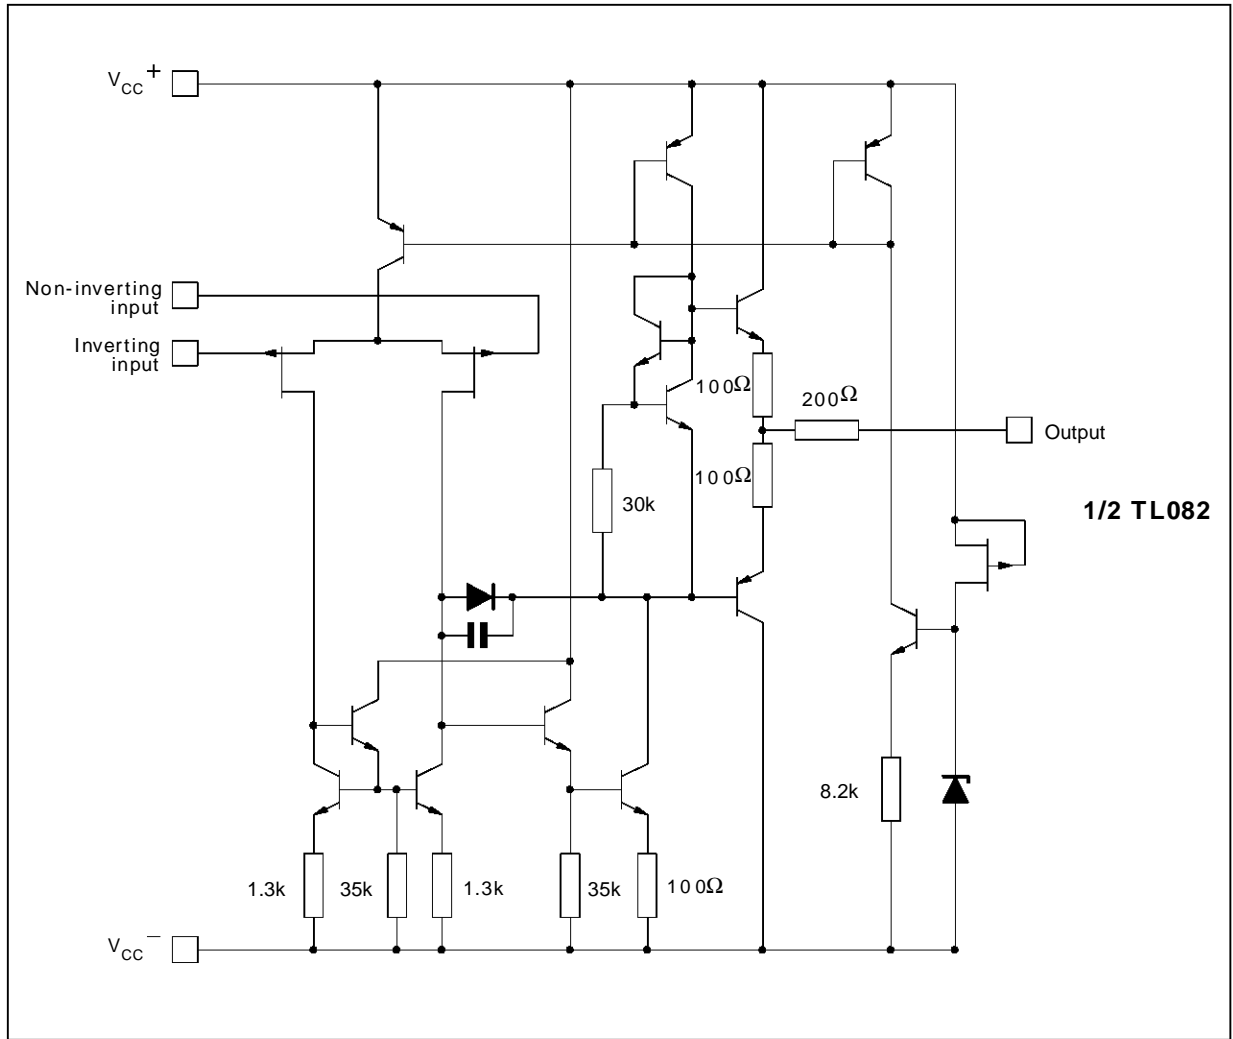 VCC+
Non-inverting
input
Inverting
input
100Ω
200Ω
Output
100Ω
30k
1/2 TL082
8.2k
1.3k
35k
1.3k
35k
100Ω
VCC−